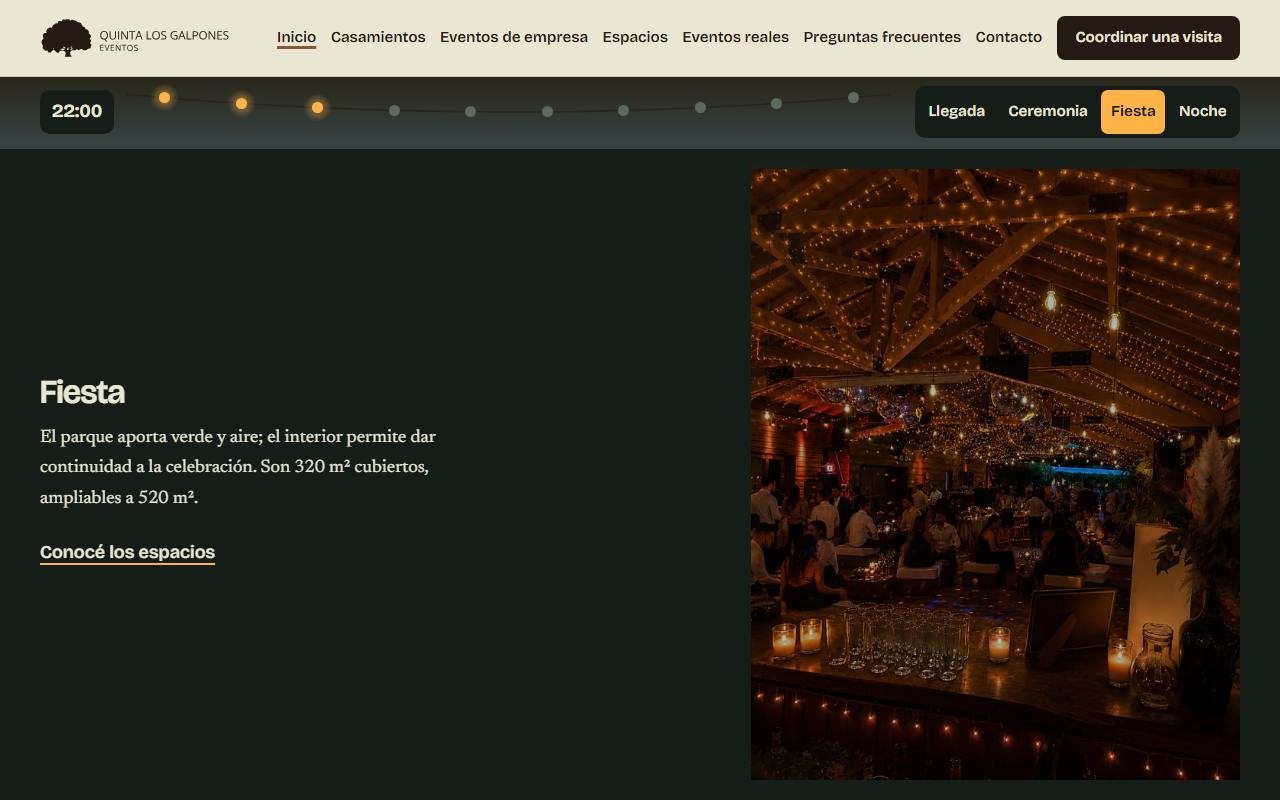 QUINTA LOS GALPONES
EVENTOS
Inicio
Casamientos
Eventos de empresa
Espacios
Eventos reales
Preguntas frecuentes
Contacto
Coordinar una visita
22:00
Llegada
Ceremonia
Fiesta
Noche
Fiesta
El parque aporta verde y aire; el interior permite dar
continuidad a la celebración. Son 320 m² cubiertos,
ampliables a 520 m².
Conocé los espacios